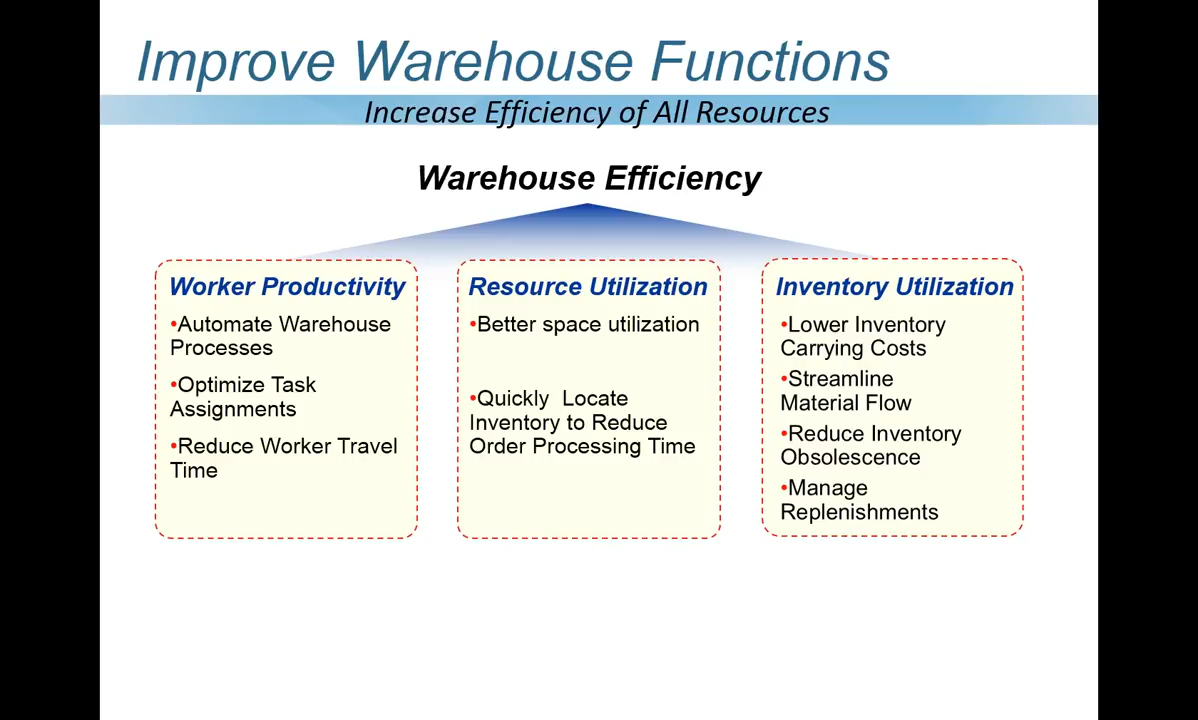 Improve Warehouse Functions
Increase Efficiency of All Resources
Warehouse Efficiency
Worker Productivity
•Automate Warehouse
Processes
•Optimize Task
Assignments
•Reduce Worker Travel
Time
Resource Utilization
•Better space utilization
•Quickly  Locate
Inventory to Reduce
Order Processing Time
Inventory Utilization
•Lower Inventory
Carrying Costs
•Streamline
Material Flow
•Reduce Inventory
Obsolescence
•Manage
Replenishments